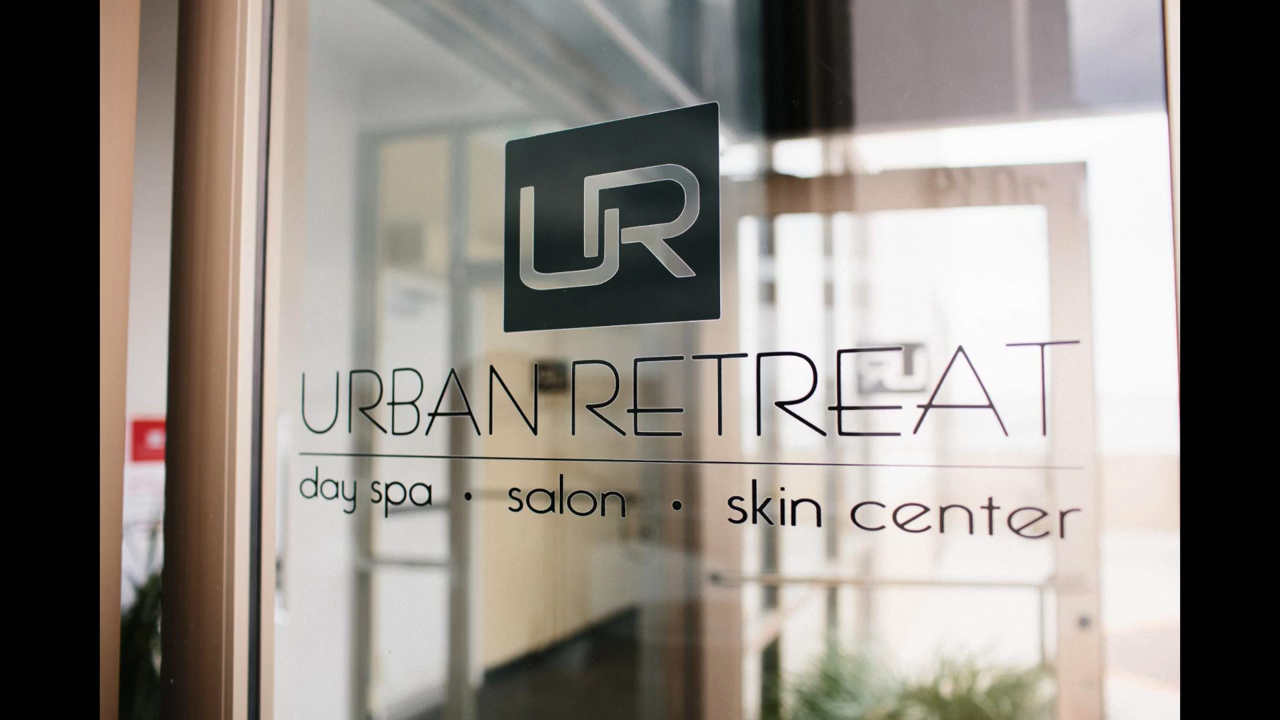 UR
URBAN RETREAT
day spa • salon • skin center